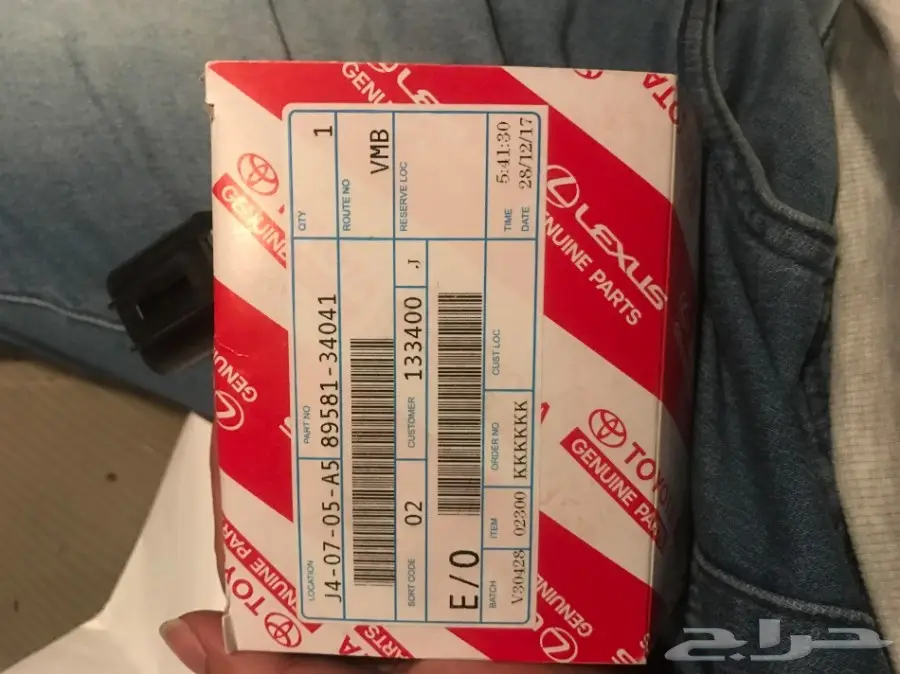 LOCATION
J4-07-05-A5
PART NO
89581-34041
QTY
1
ROUTE NO
VMB
SORT CODE
02
CUSTOMER
133400
J
RESERVE LOC
E/O
BATCH
V30428
ITEM
02300
ORDER NO
KKKKKK
CUST LOC
TIME
5:41:30
DATE
28/12/17
LEXUS
GENUINE PARTS
TOYOTA
GENUINE PARTS
حراج